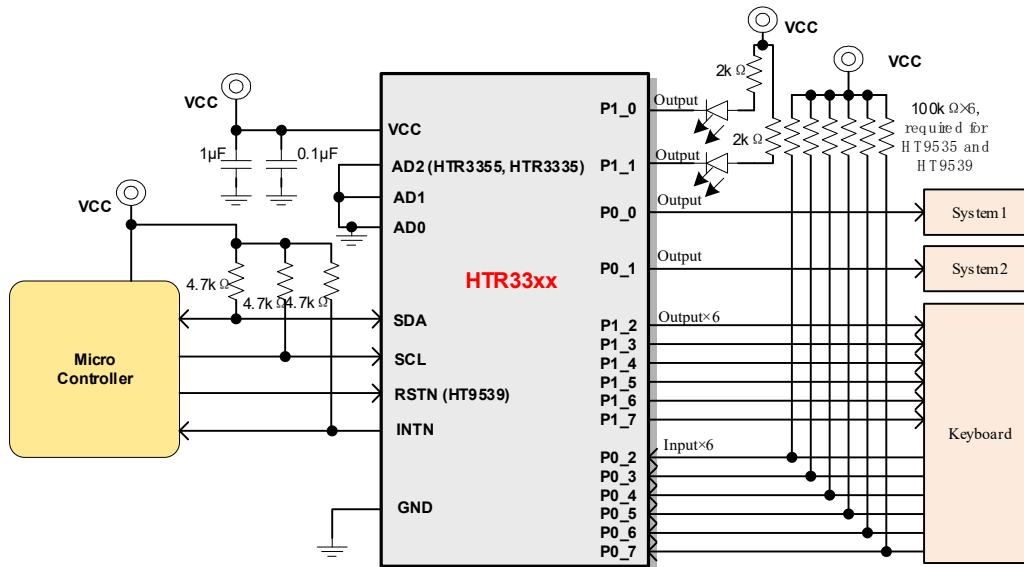 VCC
VCC
VCC
VCC
1µF
0.1µF
4.7k Ω
4.7k Ω
4.7k Ω
Micro
Controller
VCC
AD2 (HTR3355, HTR3335)
AD1
AD0
HTR33xx
SDA
SCL
RSTN (HT9539)
INTN
GND
P1_0
P1_1
P0_0
P0_1
P1_2
P1_3
P1_4
P1_5
P1_6
P1_7
P0_2
P0_3
P0_4
P0_5
P0_6
P0_7
Output
Output
Output
Output
Output×6
Input×6
2k Ω
2k Ω
100k Ω×6,
required for
HT9535 and
HT9539
System1
System2
Keyboard